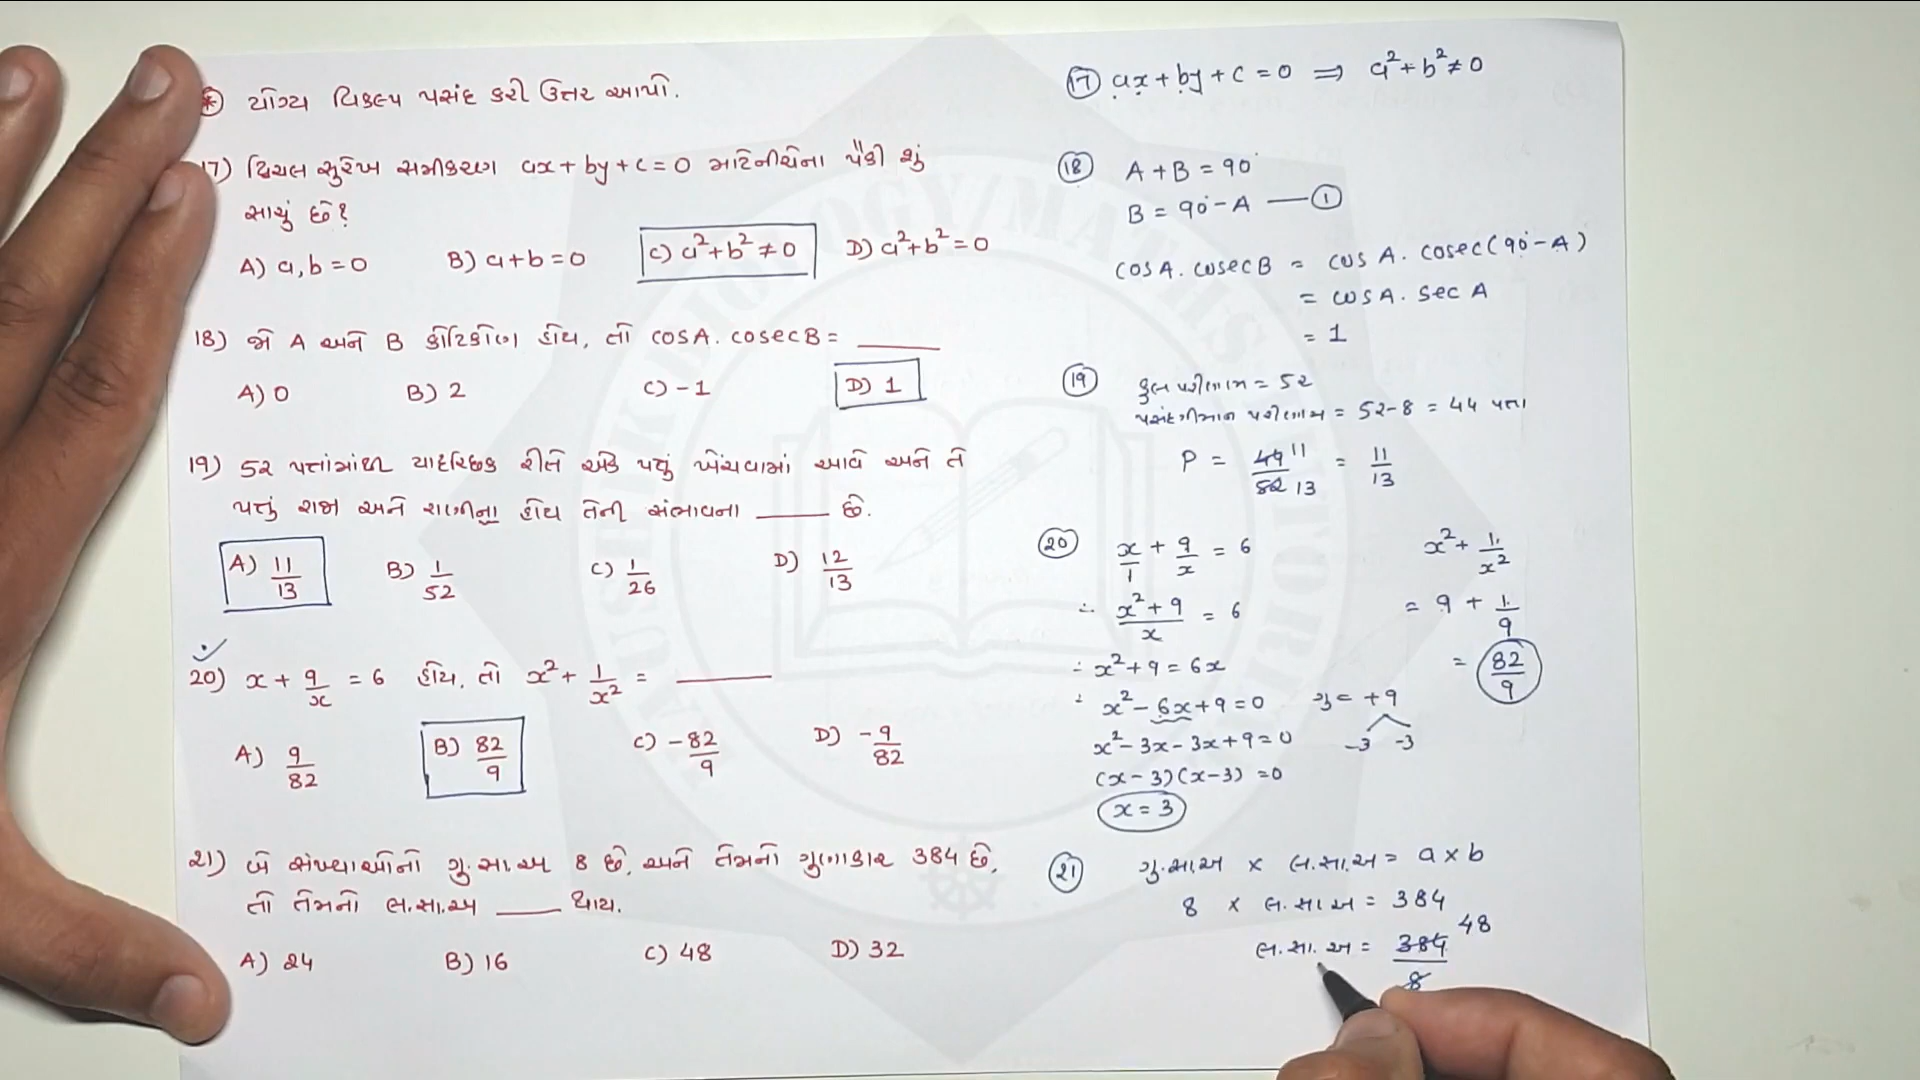 * યોગ્ય વિકલ્પ પસંદ કરી ઉત્તર આપો.
17) દ્વિચલ સુરેખ સમીકરણ ax + by + c = 0 માટે નીચેના પૈકી શું
સાચું છે?
A) a, b = 0 B) a + b = 0 C) a² + b² ≠ 0 D) a² + b² = 0
18) જો A અને B કોટિકોણ હોય, તો cosA. cosecB = ______
A) 0 B) 2 C) -1 D) 1
19) 52 પત્તાંમાંથી યાદચ્છિક રીતે એક પત્તું ખેંચવામાં આવે અને તે
પત્તું રાજા અને રાણીના હોય તેની સંભાવના _____ છે.
A) 11/13 B) 1/52 C) 1/26 D) 12/13
20) x + 9/x = 6 હોય, તો x² + 1/x² = ______
A) 9/82 B) 82/9 C) -82/9 D) -9/82
21) બે સંખ્યાઓનો ગુ.સા.અ 8 છે, અને તેમનો ગુણાકાર 384 છે,
તો તેમનો લ.સા.અ ____ થાય.
A) 24 B) 16 C) 48 D) 32
17 ax + by + c = 0 ⇒ a² + b² ≠ 0
18 A + B = 90°
B = 90° - A — 1
cosA. cosecB = cos A. cosec(90° - A)
= cosA. sec A
= 1
19 કુલ પરિણામ = 52
પરિણામ = 52 - 8 = 44 પત્તા
P = 44/52 11/13 = 11/13
20 x/1 + 9/x = 6
∴ (x² + 9)/x = 6
∴ x² + 9 = 6x
∴ x² - 6x + 9 = 0 ગુ = +9
-3 -3
x² - 3x - 3x + 9 = 0
(x - 3)(x - 3) = 0
x = 3
x² + 1/x²
= 9 + 1/9
= 82/9
21 ગુ.સા.અ × લ.સા.અ = a × b
8 × લ.સા.અ = 384
લ.સા.અ = 384/8 48